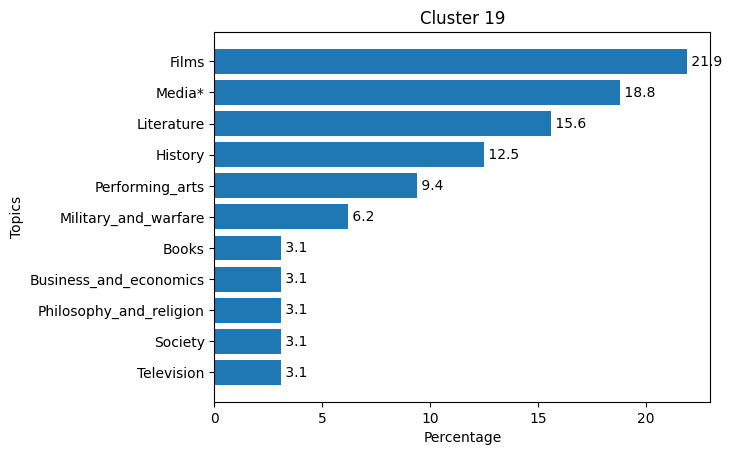 Cluster 19
Topics
Films 21.9
Media* 18.8
Literature 15.6
History 12.5
Performing_arts 9.4
Military_and_warfare 6.2
Books 3.1
Business_and_economics 3.1
Philosophy_and_religion 3.1
Society 3.1
Television 3.1
0 5 10 15 20
Percentage